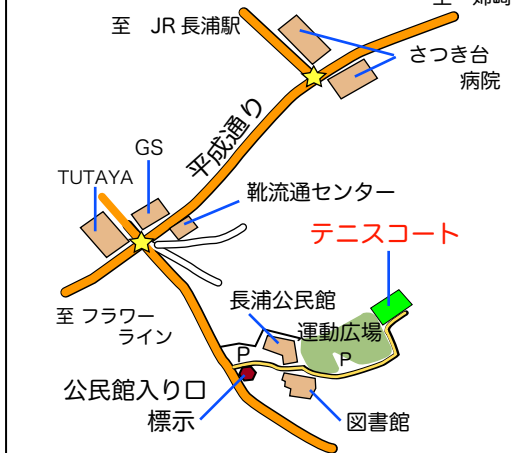 至 JR長浦駅
さつき台
病院
平成通り
GS
TUTAYA
靴流通センター
テニスコート
至 フラワー
ライン
長浦公民館
運動広場
P
P
公民館入り口
標示
図書館